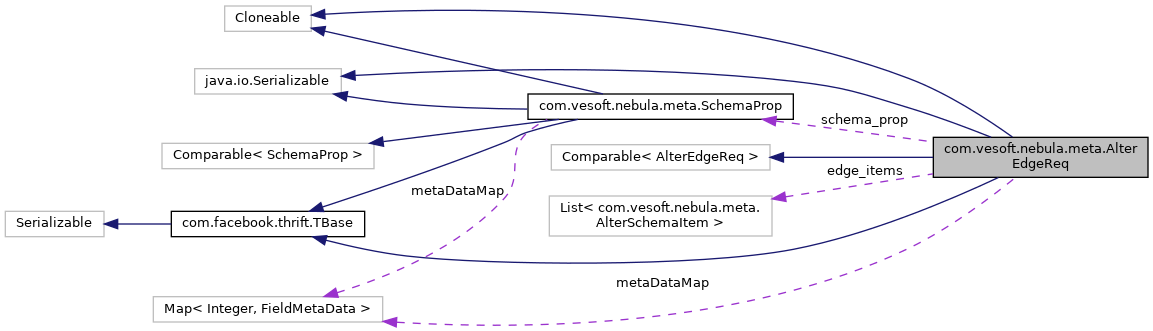 Cloneable
java.io.Serializable
com.vesoft.nebula.meta.SchemaProp
schema_prop
com.vesoft.nebula.meta.Alter
EdgeReq
Comparable< SchemaProp >
Comparable< AlterEdgeReq >
edge_items
metaDataMap
List< com.vesoft.nebula.meta.
AlterSchemaItem >
Serializable
com.facebook.thrift.TBase
metaDataMap
Map< Integer, FieldMetaData >